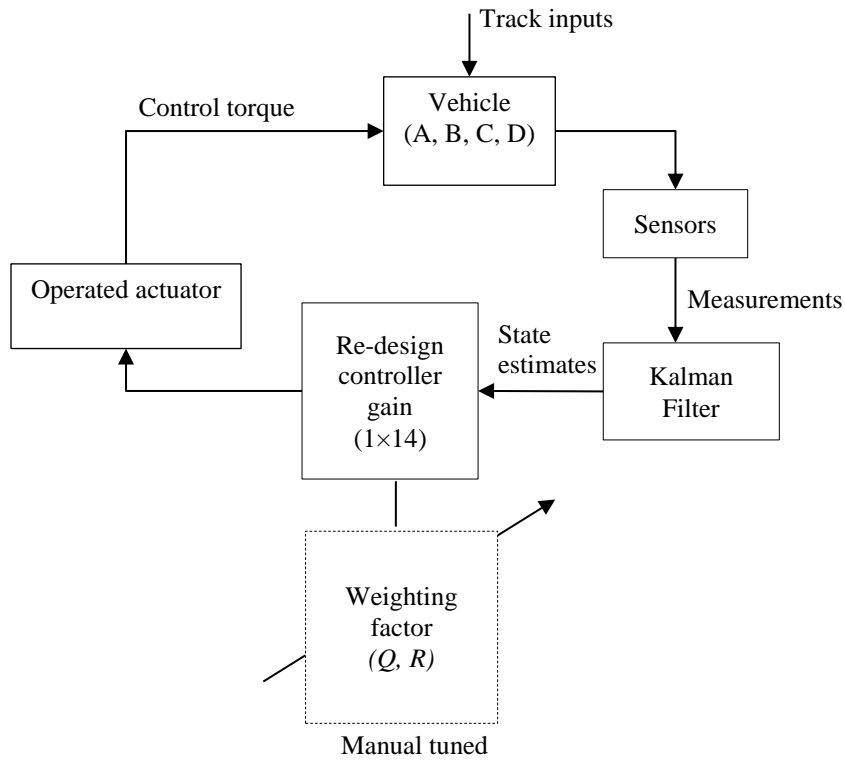 Track inputs
Vehicle
(A, B, C, D)
Control torque
Sensors
Operated actuator
Measurements
Re-design
controller
gain
(1×14)
State
estimates
Kalman
Filter
Weighting
factor
(Q, R)
Manual tuned